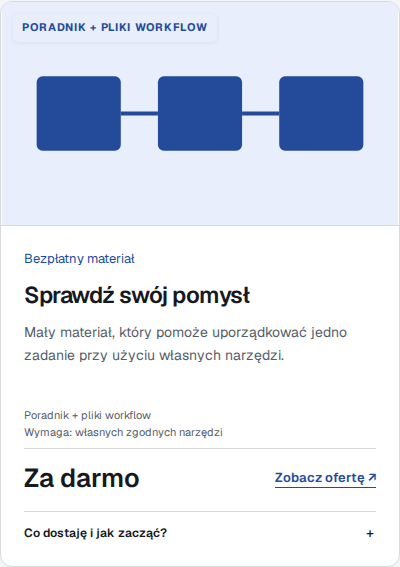 PORADNIK + PLIKI WORKFLOW
Bezpłatny materiał
Sprawdź swój pomysł
Mały materiał, który pomoże uporządkować jedno
zadanie przy użyciu własnych narzędzi.
Poradnik + pliki workflow
Wymaga: własnych zgodnych narzędzi
Za darmo
Zobacz ofertę ↗
Co dostaję i jak zacząć? +